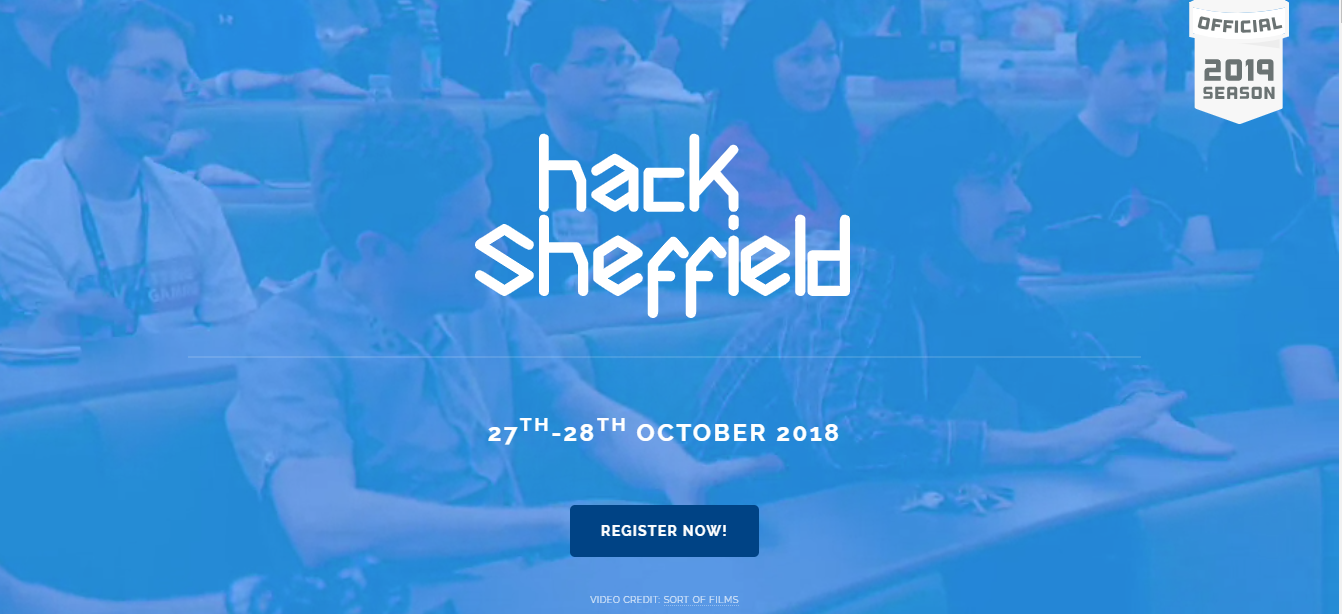 OFFICIAL
2019
SEASON
hack
sheffield
27TH-28TH OCTOBER 2018
REGISTER NOW!
VIDEO CREDIT: SORT OF FILMS